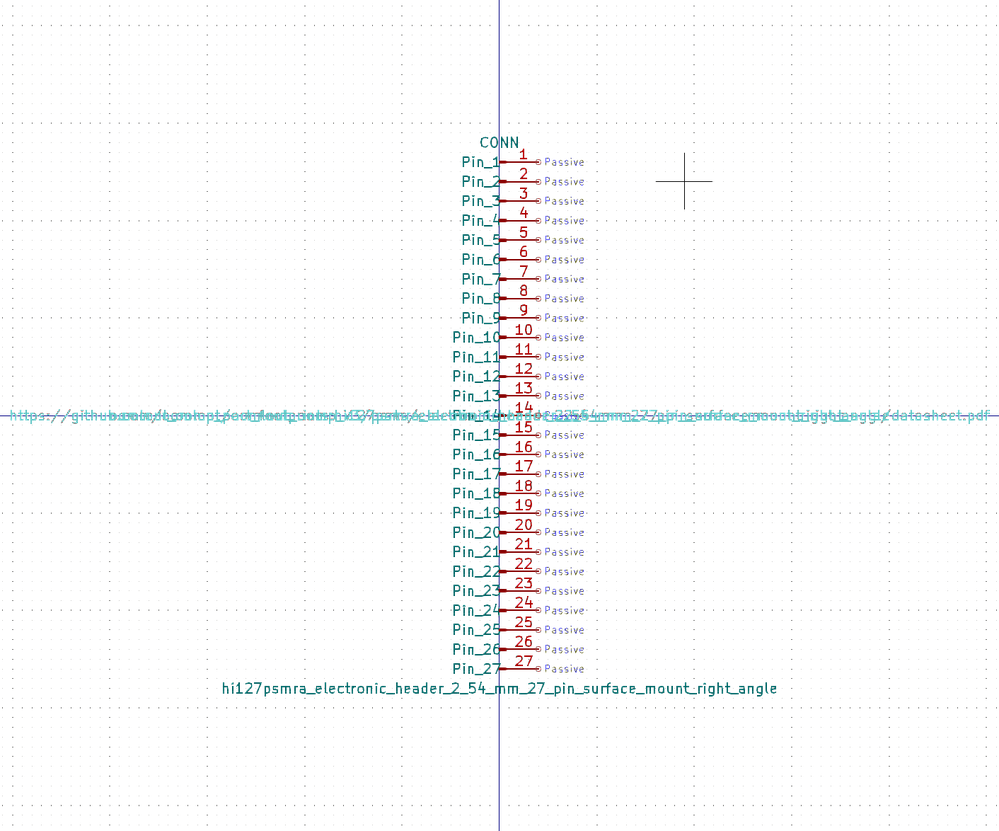 CONN
Pin_1 1 Passive
Pin_2 2 Passive
Pin_3 3 Passive
Pin_4 4 Passive
Pin_5 5 Passive
Pin_6 6 Passive
Pin_7 7 Passive
Pin_8 8 Passive
Pin_9 9 Passive
Pin_10 10 Passive
Pin_11 11 Passive
Pin_12 12 Passive
Pin_13 13 Passive
Pin_14 14
Pin_15 15 Passive
Pin_16 16 Passive
Pin_17 17 Passive
Pin_18 18 Passive
Pin_19 19 Passive
Pin_20 20 Passive
Pin_21 21 Passive
Pin_22 22 Passive
Pin_23 23 Passive
Pin_24 24 Passive
Pin_25 25 Passive
Pin_26 26 Passive
Pin_27 27 Passive
hi127psmra_electronic_header_2_54_mm_27_pin_surface_mount_right_angle